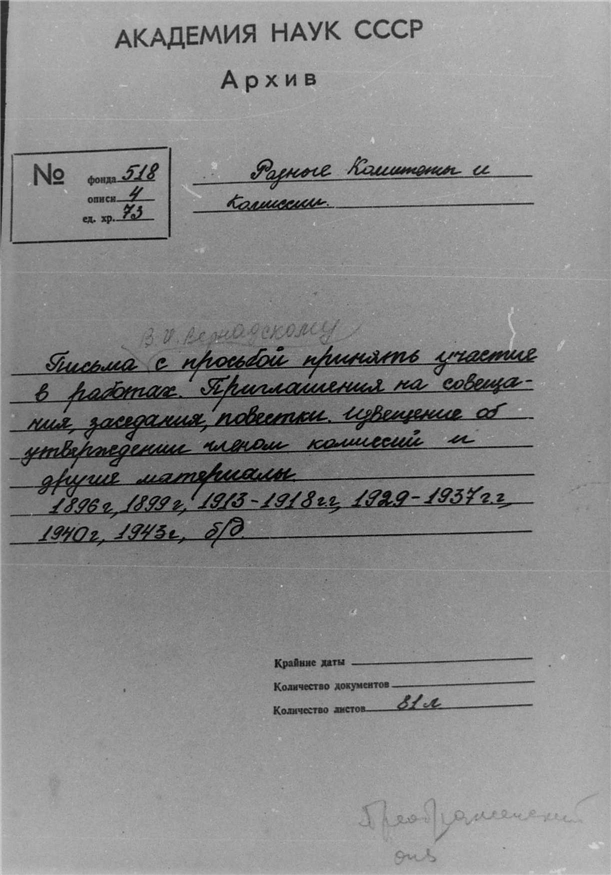 АКАДЕМИЯ НАУК СССР
Архив
№ фонда 518
описи 4
ед. хр. 73
Разные Комитеты и
комиссии.
В.И. Вернадскому
Письма с просьбой принять участие
в работах. Приглашения на совеща-
ния, заседания, повестки. Извещение об
утверждении членом комиссий и
другие материалы
1896 г, 1899 г, 1913-1918 г.г, 1929-1937 г.г,
1940 г, 1943 г, б/д.
Крайние даты
Количество документов
Количество листов 81 л
Преображенский